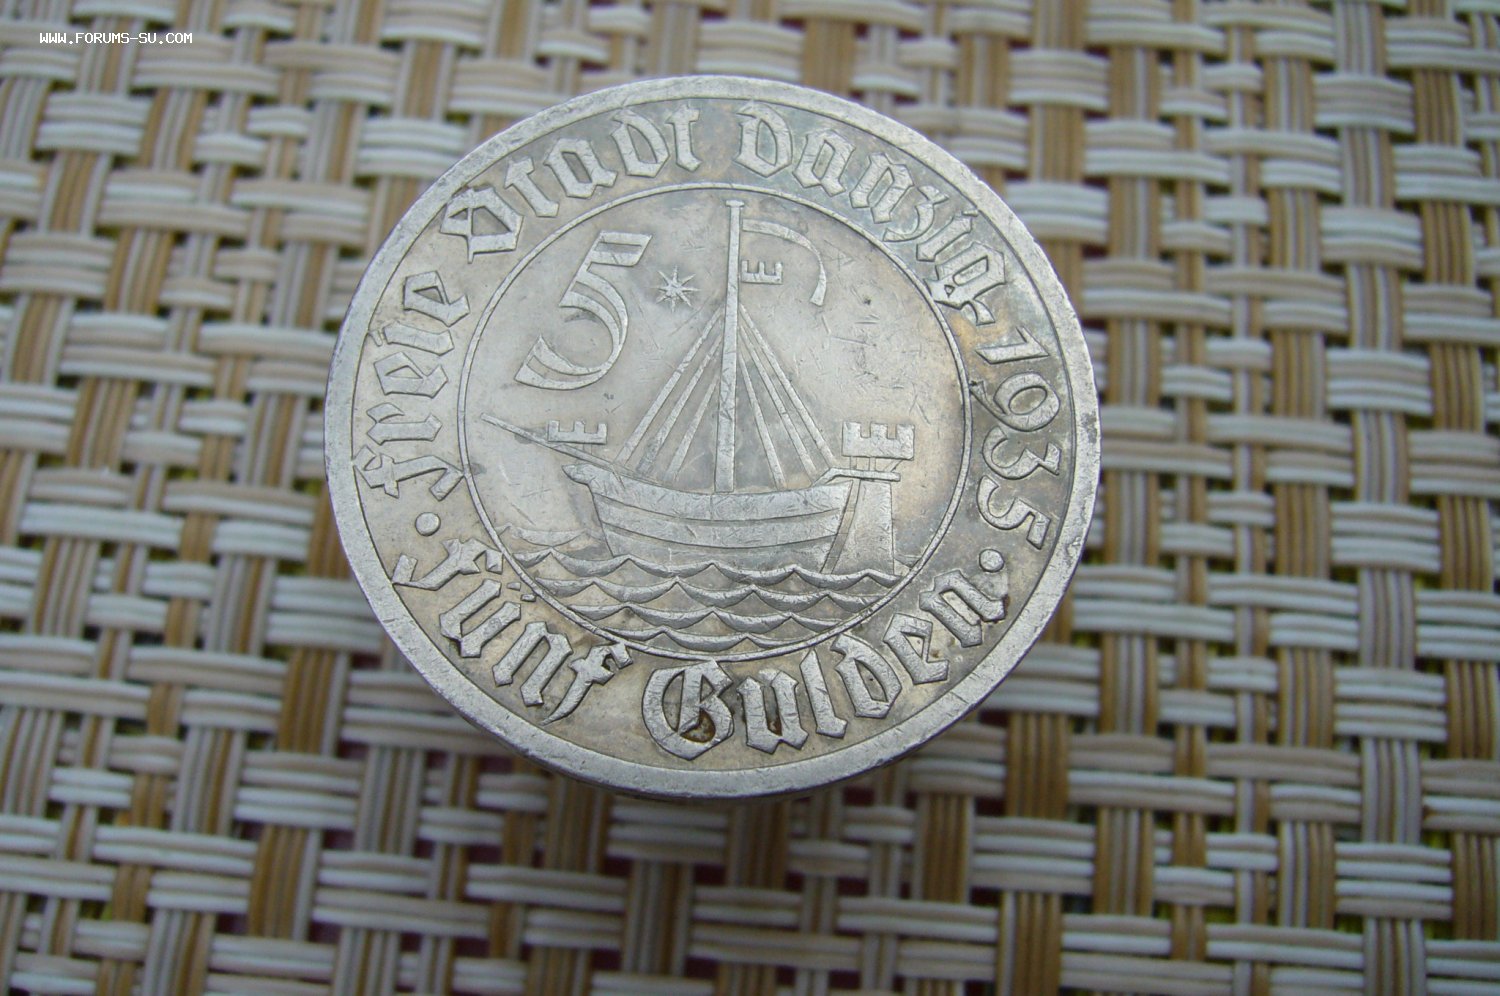 WWW.FORUMS-SU.COM
Freie Stadt Danzig-1935
Fünf Gulden
5
E
E E